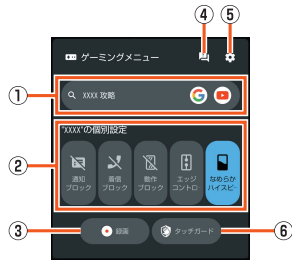 ④ ⑤
ゲーミングメニュー
① XXXX 攻略
"XXXX"の個別設定
②
通知
ブロック
着信
ブロック
動作
ブロック
エッジ
コントロ
なめらか
ハイスピｰ
③ 録画
タッチガード ⑥